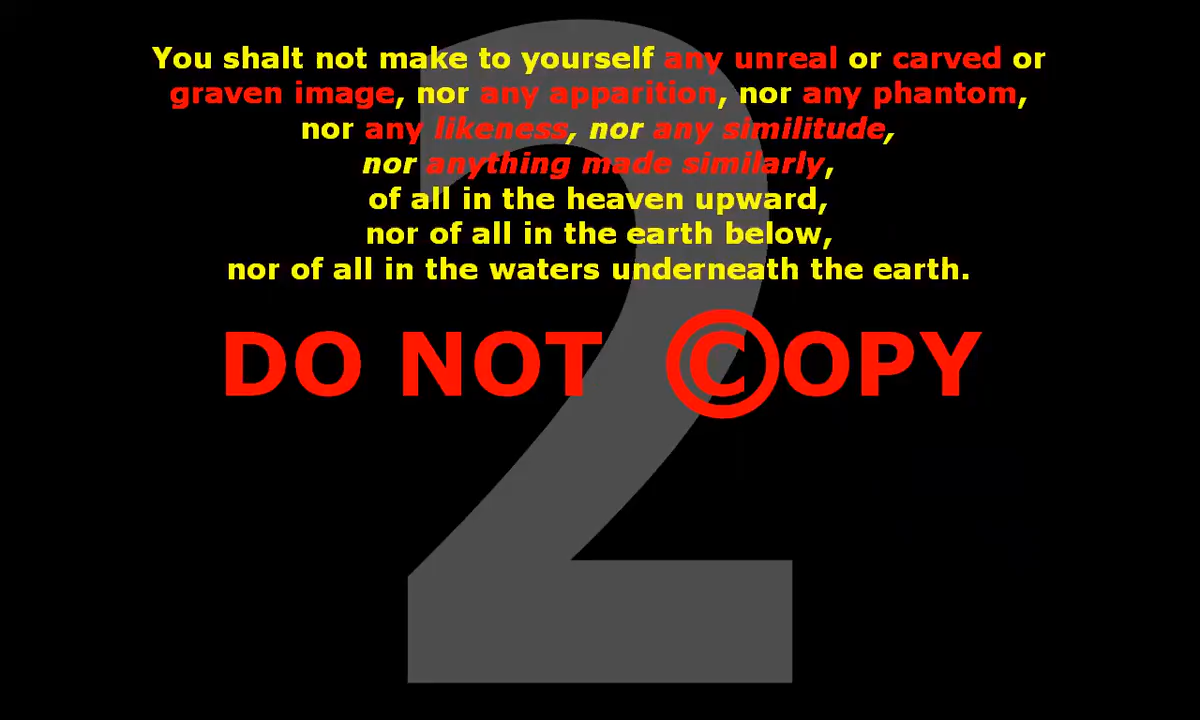 You shalt not make to yourself any unreal or carved or
graven image, nor any apparition, nor any phantom,
nor any likeness, nor any similitude,
nor anything made similarly,
of all in the heaven upward,
nor of all in the earth below,
nor of all in the waters underneath the earth.
DO NOT ©OPY
2